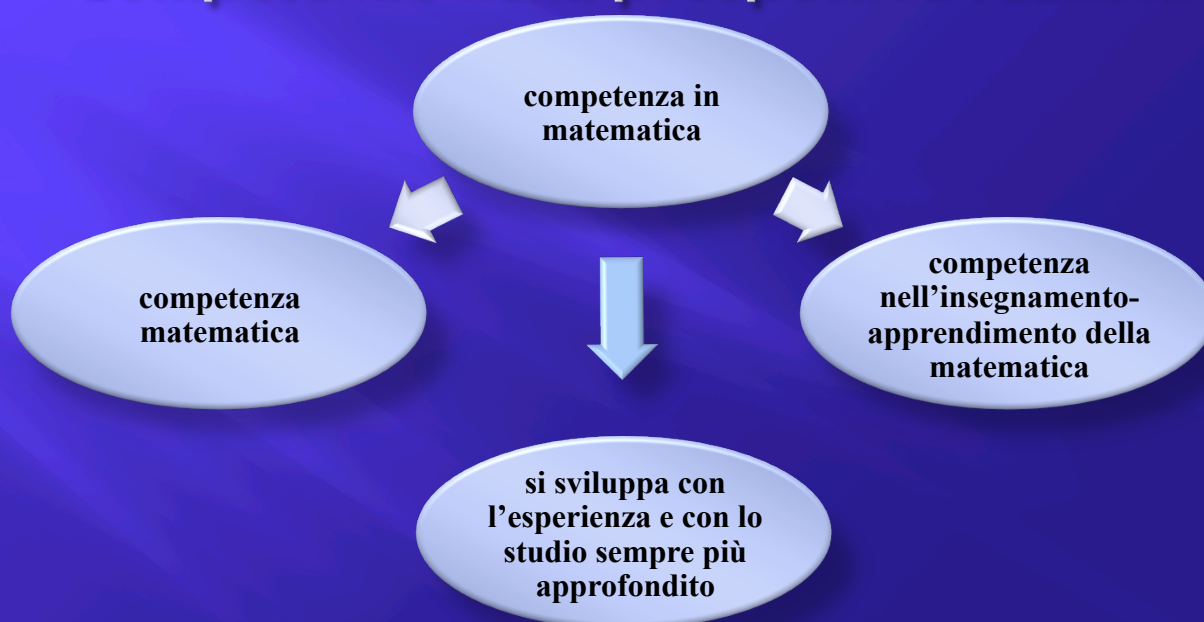 competenza in
matematica
competenza
matematica
competenza
nell’insegnamento-
apprendimento della
matematica
si sviluppa con
l’esperienza e con lo
studio sempre più
approfondito